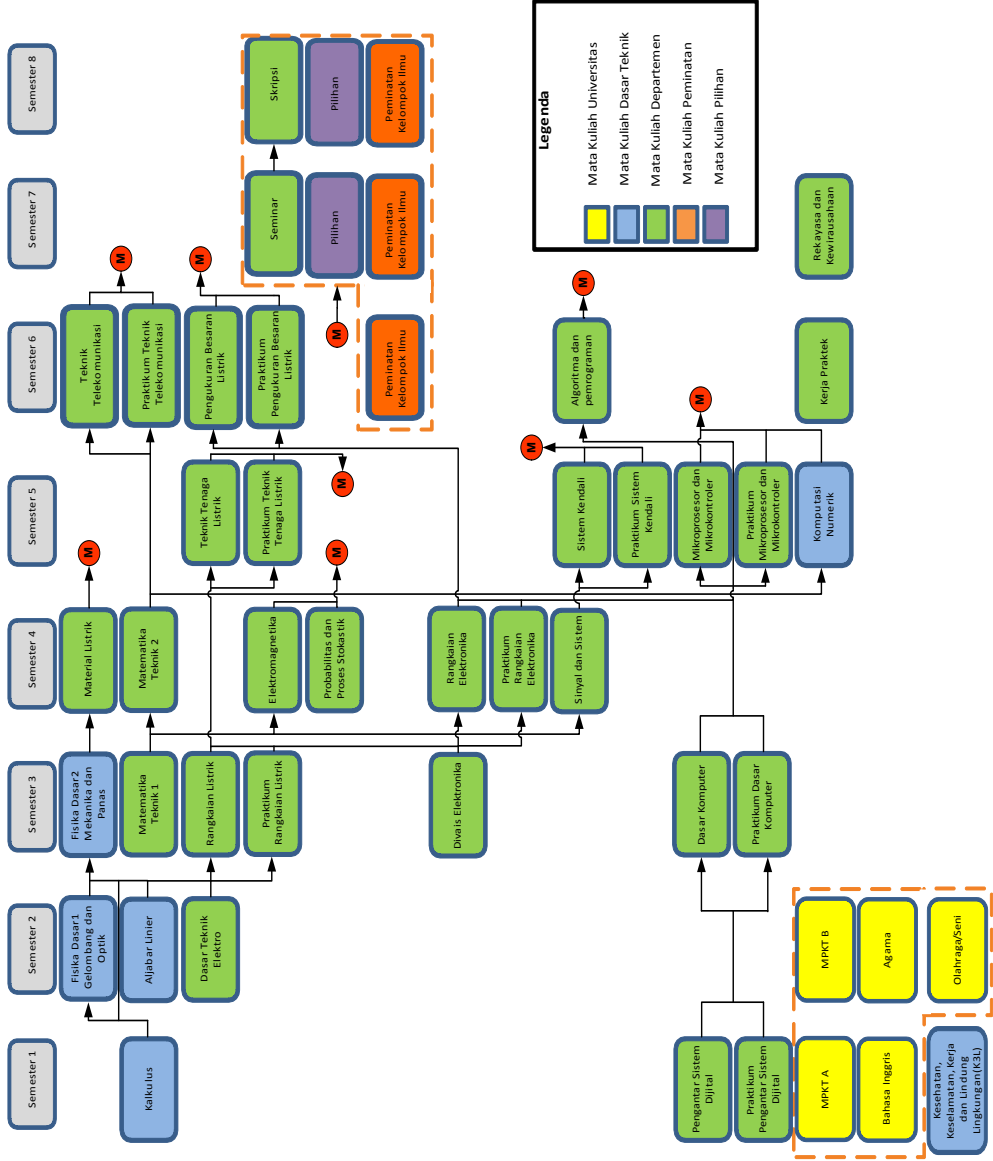 Semester 1
Semester 2
Semester 3
Semester 4
Semester 5
Semester 6
Semester 7
Semester 8
Kalkulus
Pengantar Sistem
Dijital
Praktikum
Pengantar Sistem
Dijital
MPKT A
Bahasa Inggris
Kesehatan,
Keselamatan,Kerja
dan Lindung
Lingkungan(K3L)
Fisika Dasar1
Gelombang dan
Optik
Aljabar Linier
Dasar Teknik
Elektro
MPKT B
Agama
Olahraga/Seni
Fisika Dasar2
Mekanika dan
Panas
Matematika
Teknik 1
Rangkaian Listrik
Praktikum
Rangkaian Listrik
Divais Elektronika
Dasar Komputer
Praktikum Dasar
Komputer
Material Listrik
Matematika
Teknik 2
Elektromagnetika
Probabilitas dan
Proses Stokastik
Rangkaian
Elektronika
Praktikum
Rangkaian
Elektronika
Sinyal dan Sistem
M
M
Teknik Tenaga
Listrik
Praktikum Teknik
Tenaga Listrik
M
Sistem Kendali
Praktikum Sistem
Kendali
Mikroprosesor dan
Mikrokontroler
Praktikum
Mikroprosesor dan
Mikrokontroler
Komputasi
Numerik
M
Teknik
Telekomunikasi
Praktikum Teknik
Telekomunikasi
Pengukuran Besaran
Listrik
Praktikum
Pengukuran Besaran
Listrik
M
Peminatan
Kelompok Ilmu
Algoritma dan
pemrograman
M
Kerja Praktek
M
M
M
Seminar
Pilihan
Peminatan
Kelompok Ilmu
Rekayasa dan
Kewirausahaan
Skripsi
Pilihan
Peminatan
Kelompok Ilmu
Legenda
Mata Kuliah Universitas
Mata Kuliah Dasar Teknik
Mata Kuliah Departemen
Mata Kuliah Peminatan
Mata Kuliah Pilihan